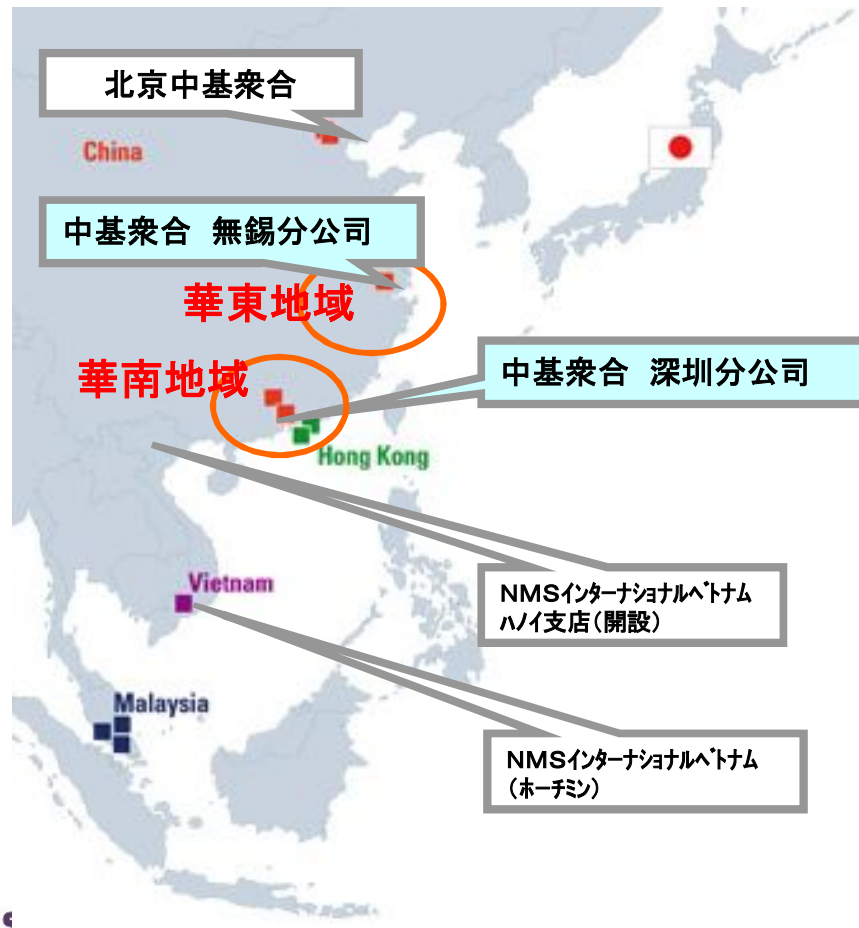 北京中基衆合
China
中基衆合　無錫分公司
華東地域
華南地域
中基衆合　深圳分公司
Hong Kong
NMSインターナショナルベトナム
ハノイ支店（開設）
Vietnam
Malaysia
NMSインターナショナルベトナム
（ホーチミン）